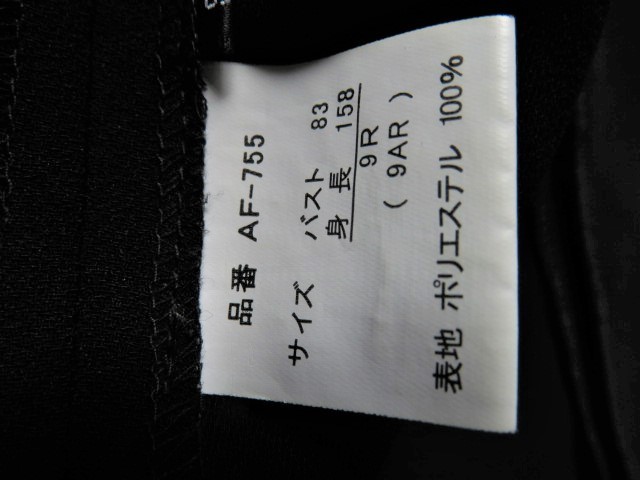 品番 AF-755
サイズ
バスト 83
身長 158
9R
( 9AR )
表地 ポリエステル 100%